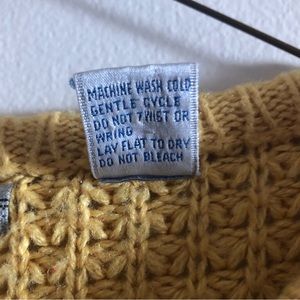 MACHINE WASH COLD
GENTLE CYCLE
DO NOT TWIST OR
WRING
LAY FLAT TO DRY
DO NOT BLEACH